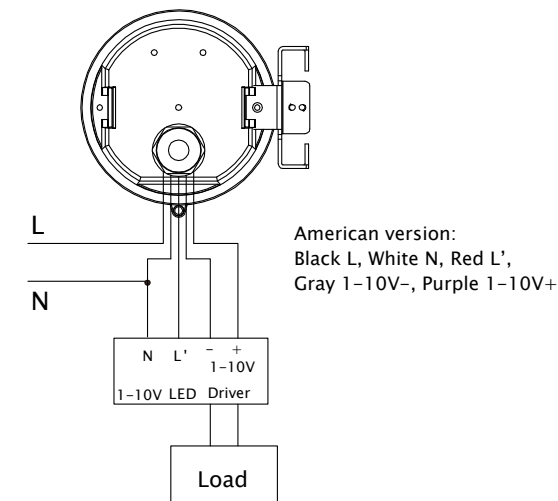 L
N
American version:
Black L, White N, Red L’,
Gray 1-10V-, Purple 1-10V+
N L' - +
1-10V
1-10V LED Driver
Load